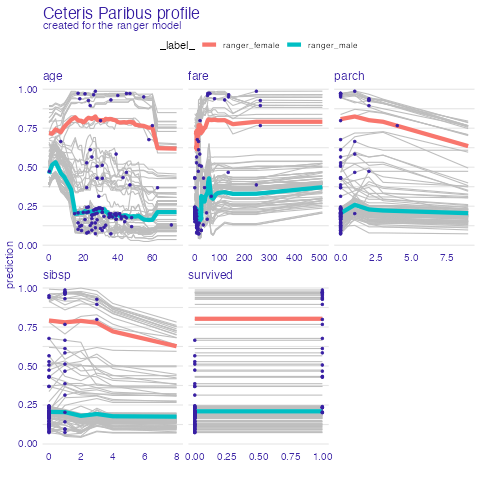 Ceteris Paribus profile
created for the ranger model
_label_ ranger_female ranger_male
age fare parch
1.00
0.75
0.50
0.25
0.00
0 20 40 60 0 100 200 300 400 500 0.0 2.5 5.0 7.5
prediction
sibsp survived
1.00
0.75
0.50
0.25
0.00
0 2 4 6 8 0.00 0.25 0.50 0.75 1.00